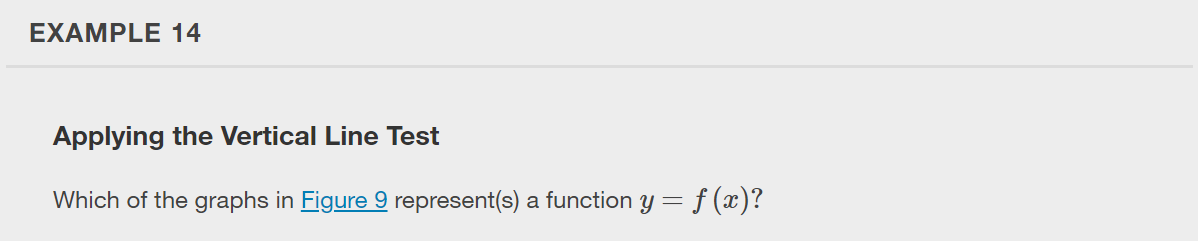 EXAMPLE 14
Applying the Vertical Line Test
Which of the graphs in Figure 9 represent(s) a function y = f (x)?